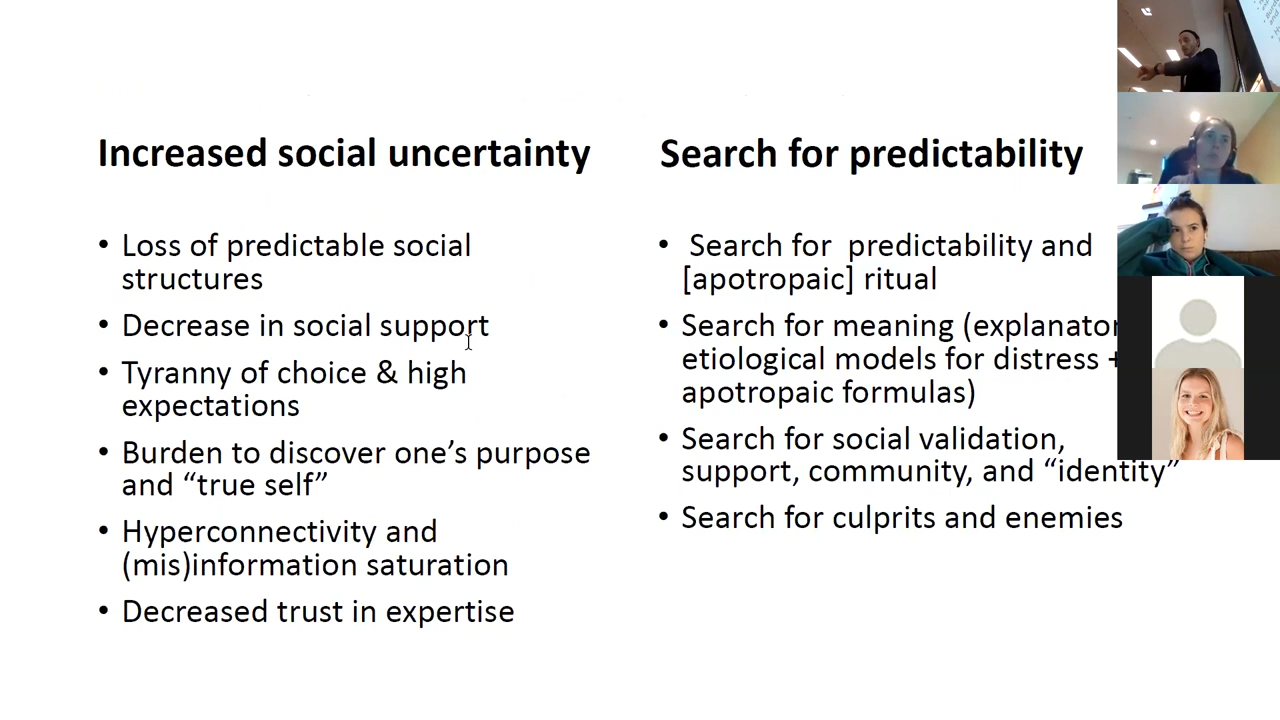 Increased social uncertainty
• Loss of predictable social
structures
• Decrease in social support
• Tyranny of choice & high
expectations
• Burden to discover one’s purpose
and “true self”
• Hyperconnectivity and
(mis)information saturation
• Decreased trust in expertise
Search for predictability
• Search for predictability and
[apotropaic] ritual
• Search for meaning (explanator
etiological models for distress +
apotropaic formulas)
• Search for social validation,
support, community, and “identity”
• Search for culprits and enemies